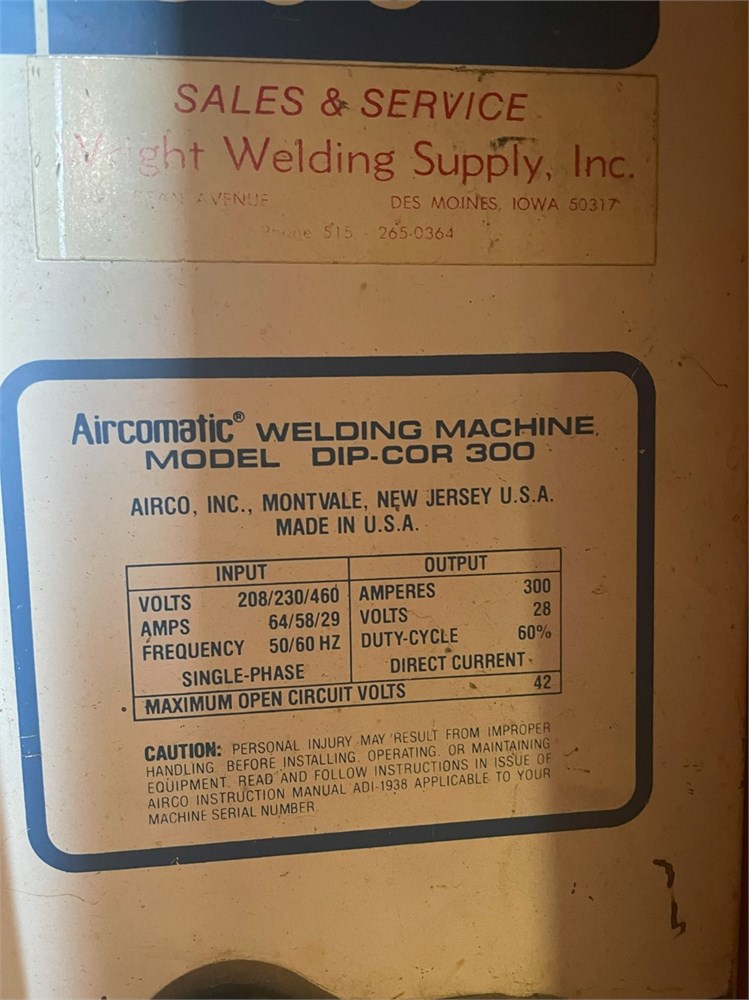 SALES & SERVICE
Welding Supply, Inc.
AVENUE DES MOINES, IOWA 50317
Phone 515 - 265-0364
Aircomatic® WELDING MACHINE
MODEL DIP-COR 300
AIRCO, INC., MONTVALE, NEW JERSEY U.S.A.
MADE IN U.S.A.
INPUT OUTPUT
VOLTS 208/230/460 AMPERES 300
AMPS 64/58/29 VOLTS 28
FREQUENCY 50/60 HZ DUTY-CYCLE 60%
SINGLE-PHASE DIRECT CURRENT
MAXIMUM OPEN CIRCUIT VOLTS 42
CAUTION: PERSONAL INJURY MAY RESULT FROM IMPROPER
HANDLING. BEFORE INSTALLING, OPERATING, OR MAINTAINING
EQUIPMENT, READ AND FOLLOW INSTRUCTIONS IN ISSUE OF
AIRCO INSTRUCTION MANUAL ADI-1938 APPLICABLE TO YOUR
MACHINE SERIAL NUMBER.